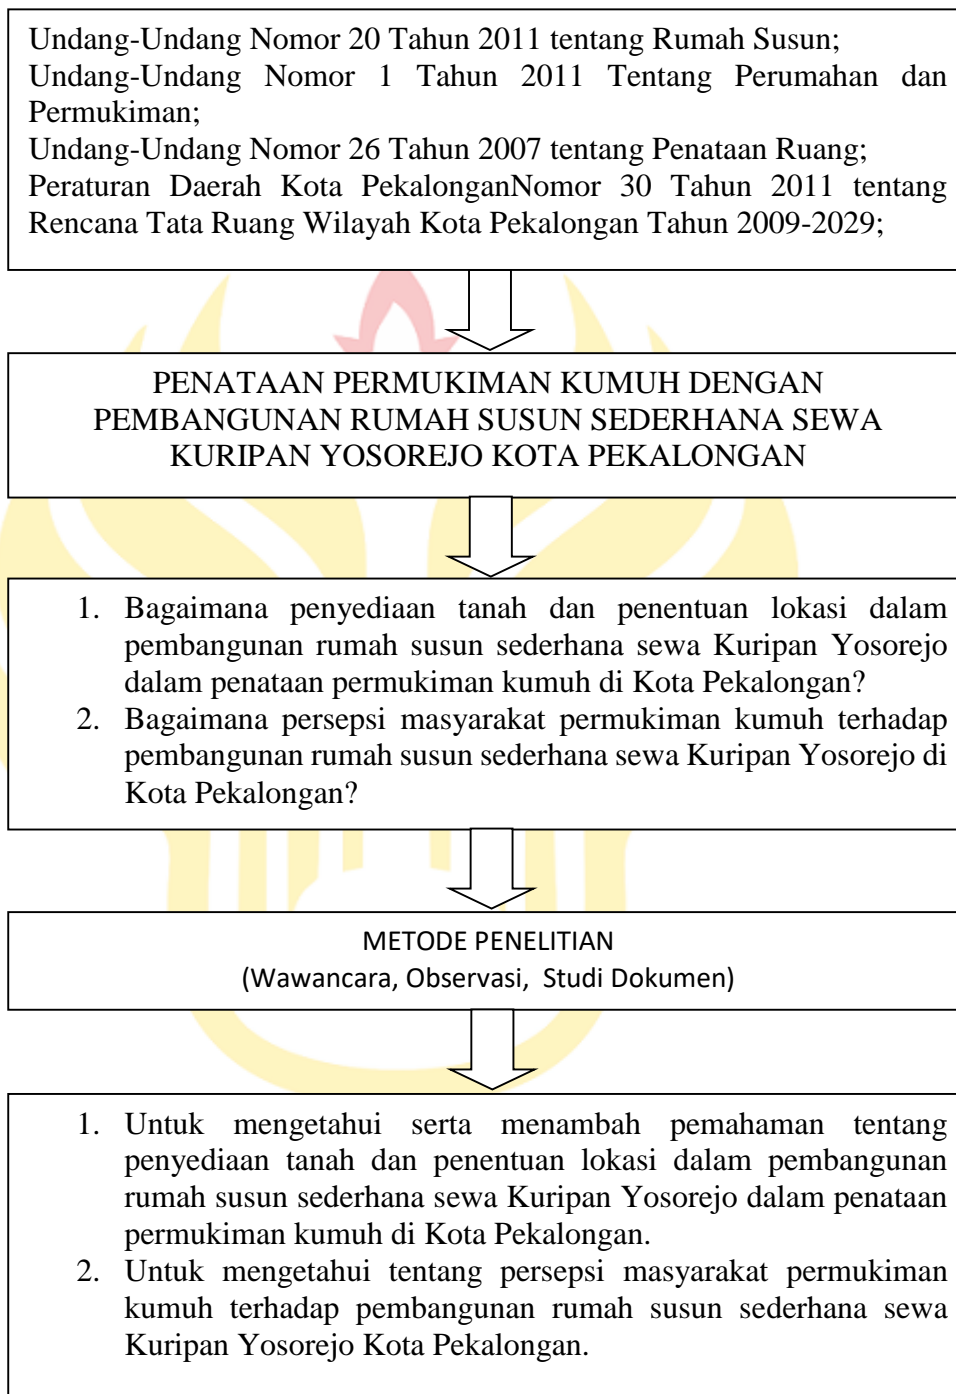 Undang-Undang Nomor 20 Tahun 2011 tentang Rumah Susun;
Undang-Undang Nomor 1 Tahun 2011 Tentang Perumahan dan
Permukiman;
Undang-Undang Nomor 26 Tahun 2007 tentang Penataan Ruang;
Peraturan Daerah Kota PekalonganNomor 30 Tahun 2011 tentang
Rencana Tata Ruang Wilayah Kota Pekalongan Tahun 2009-2029;
PENATAAN PERMUKIMAN KUMUH DENGAN
PEMBANGUNAN RUMAH SUSUN SEDERHANA SEWA
KURIPAN YOSOREJO KOTA PEKALONGAN
1. Bagaimana penyediaan tanah dan penentuan lokasi dalam
pembangunan rumah susun sederhana sewa Kuripan Yosorejo
dalam penataan permukiman kumuh di Kota Pekalongan?
2. Bagaimana persepsi masyarakat permukiman kumuh terhadap
pembangunan rumah susun sederhana sewa Kuripan Yosorejo di
Kota Pekalongan?
METODE PENELITIAN
(Wawancara, Observasi, Studi Dokumen)
1. Untuk mengetahui serta menambah pemahaman tentang
penyediaan tanah dan penentuan lokasi dalam pembangunan
rumah susun sederhana sewa Kuripan Yosorejo dalam penataan
permukiman kumuh di Kota Pekalongan.
2. Untuk mengetahui tentang persepsi masyarakat permukiman
kumuh terhadap pembangunan rumah susun sederhana sewa
Kuripan Yosorejo Kota Pekalongan.